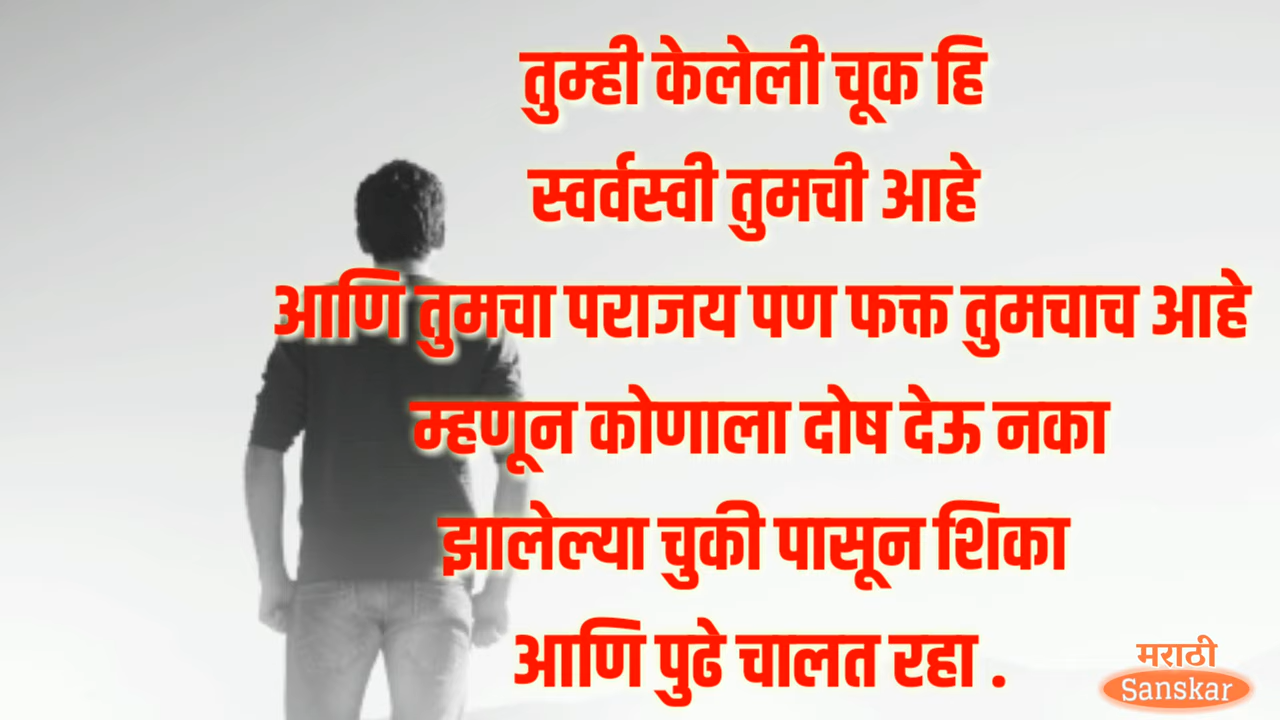 तुम्ही केलेली चूक हि
स्वर्वस्वी तुमची आहे
आणि तुमचा पराजय पण फक्त तुमचाच आहे
म्हणून कोणाला दोष देऊ नका
झालेल्या चुकी पासून शिका
आणि पुढे चालत रहा .
मराठी
Sanskar